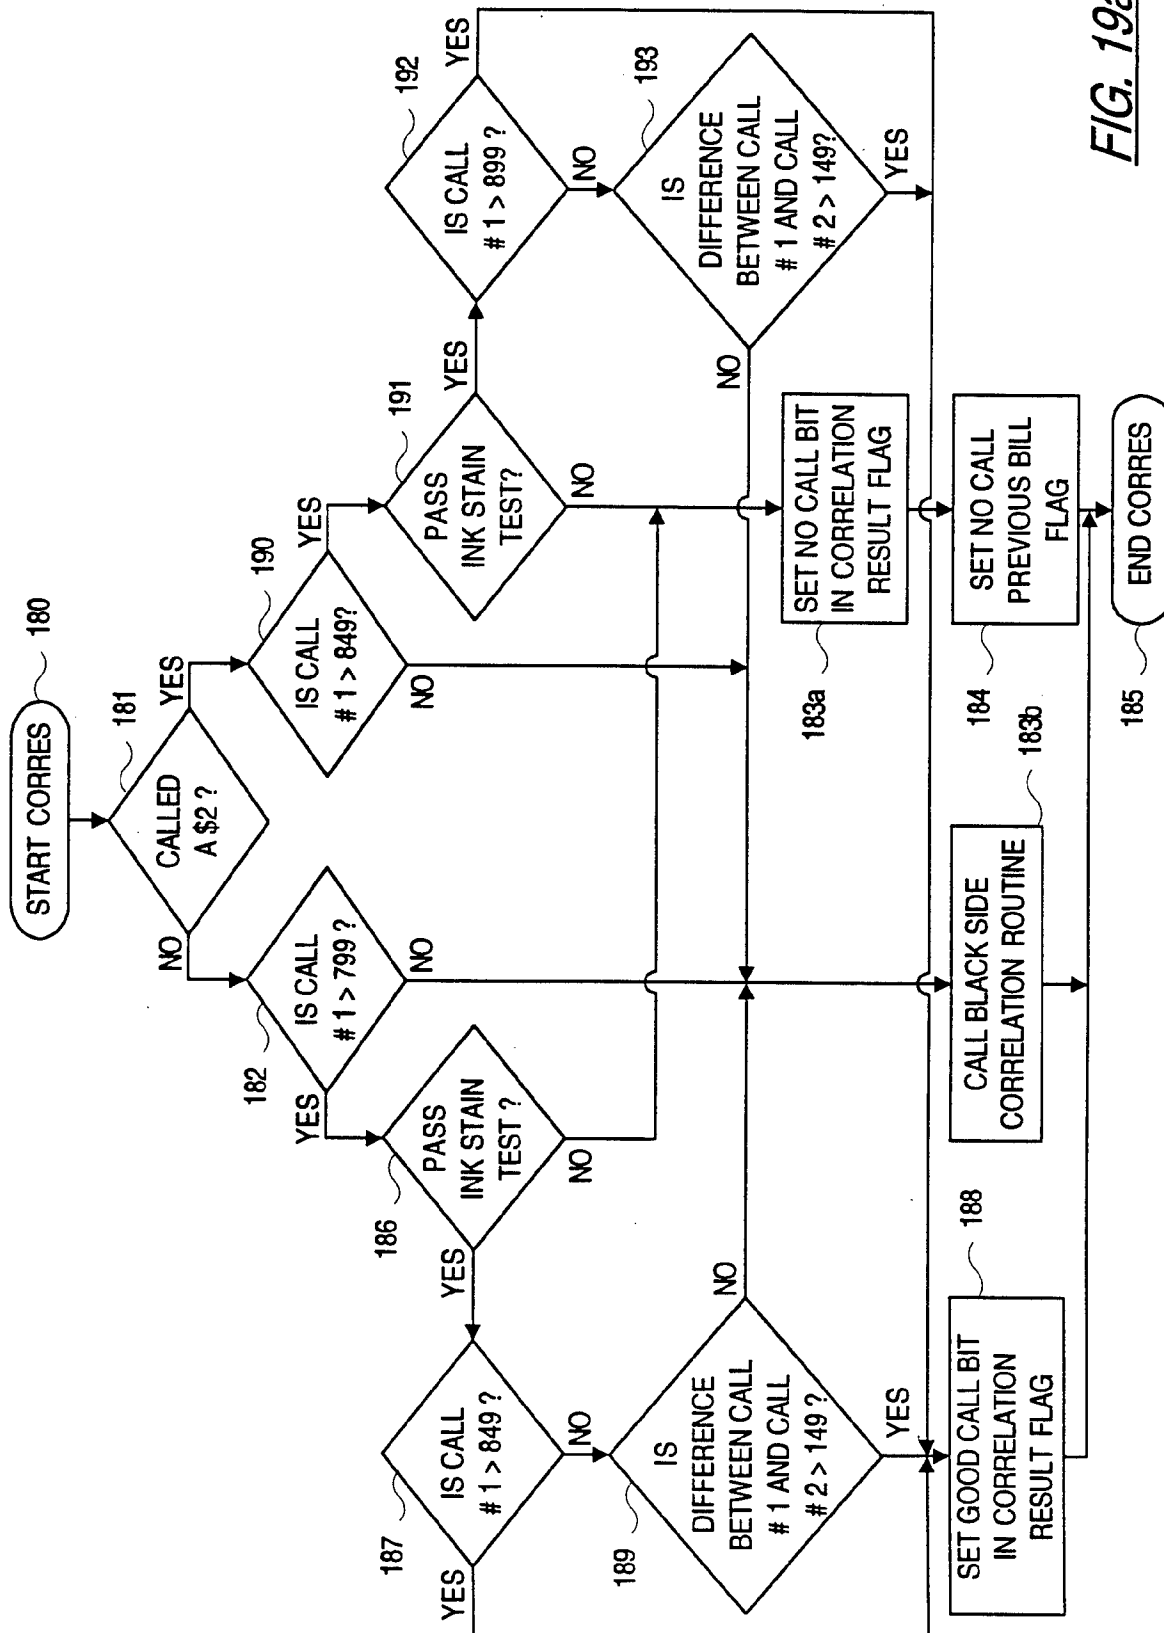 START CORRES
180
CALLED
A $2 ?
181
NO
YES
IS CALL
# 1 > 799 ?
182
YES
NO
IS CALL
# 1 > 849?
190
YES
NO
PASS
INK STAIN
TEST ?
186
YES
NO
PASS
INK STAIN
TEST?
191
YES
NO
IS CALL
# 1 > 849 ?
187
YES
NO
IS CALL
# 1 > 899 ?
192
YES
NO
IS
DIFFERENCE
BETWEEN CALL
# 1 AND CALL
# 2 > 149 ?
189
NO
YES
IS
DIFFERENCE
BETWEEN CALL
# 1 AND CALL
# 2 > 149?
193
NO
YES
SET NO CALL BIT
IN CORRELATION
RESULT FLAG
183a
SET GOOD CALL BIT
IN CORRELATION
RESULT FLAG
188
CALL BLACK SIDE
CORRELATION ROUTINE
183b
SET NO CALL
PREVIOUS BILL
FLAG
184
END CORRES
185
FIG. 19a